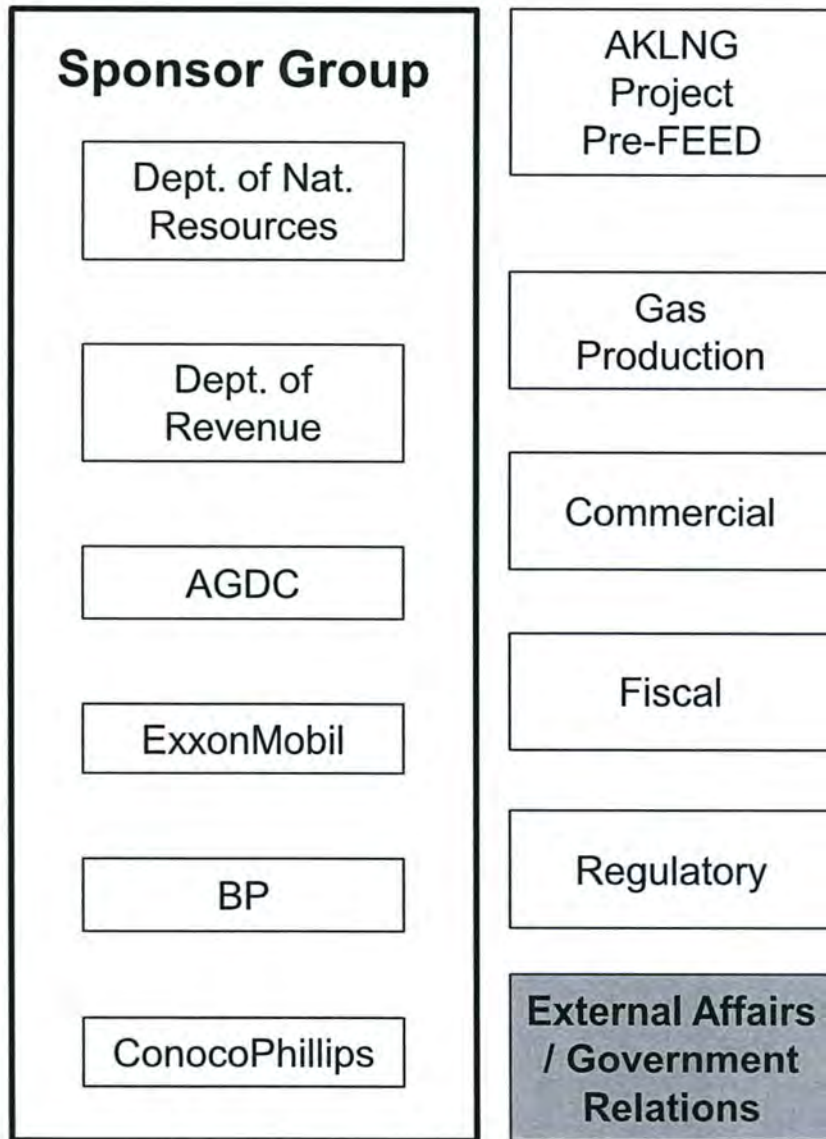 Sponsor Group
Dept. of Nat.
Resources
Dept. of
Revenue
AGDC
ExxonMobil
BP
ConocoPhillips
AKLNG
Project
Pre-FEED
Gas
Production
Commercial
Fiscal
Regulatory
External Affairs
/ Government
Relations